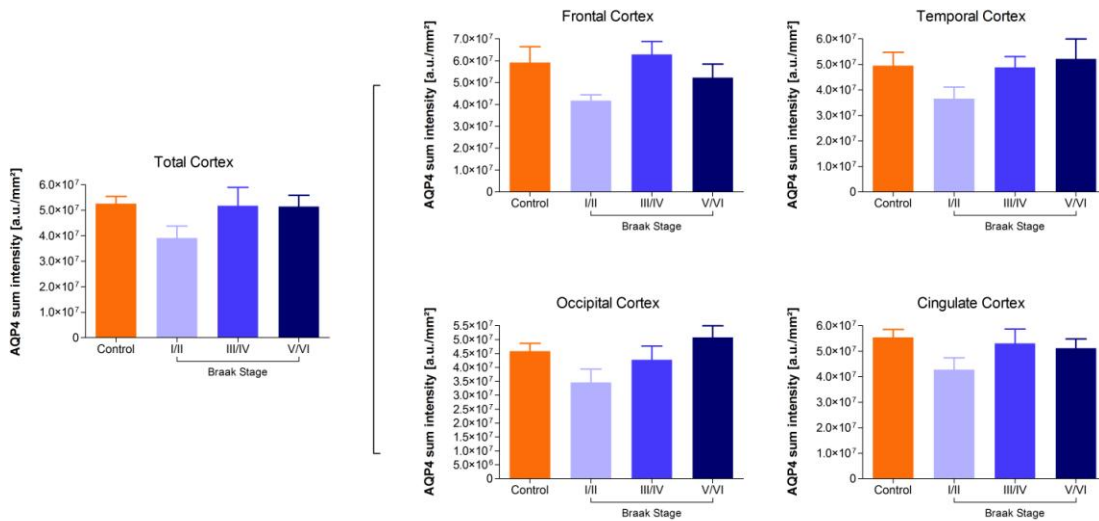 Total Cortex
AQP4 sum intensity [a.u./mm²]
6.0×10⁷
5.0×10⁷
4.0×10⁷
3.0×10⁷
2.0×10⁷
1.0×10⁷
0
Control I/II III/IV V/VI
Braak Stage
Frontal Cortex
AQP4 sum intensity [a.u./mm²]
7.0×10⁷
6.0×10⁷
5.0×10⁷
4.0×10⁷
3.0×10⁷
2.0×10⁷
1.0×10⁷
0
Control I/II III/IV V/VI
Braak Stage
Temporal Cortex
AQP4 sum intensity [a.u./mm²]
6.0×10⁷
5.0×10⁷
4.0×10⁷
3.0×10⁷
2.0×10⁷
1.0×10⁷
0
Control I/II III/IV V/VI
Braak Stage
Occipital Cortex
AQP4 sum intensity [a.u./mm²]
5.5×10⁷
5.0×10⁷
4.5×10⁷
4.0×10⁷
3.5×10⁷
3.0×10⁷
2.5×10⁷
2.0×10⁷
1.5×10⁷
1.0×10⁷
5.0×10⁶
0
Control I/II III/IV V/VI
Braak Stage
Cingulate Cortex
AQP4 sum intensity [a.u./mm²]
6.0×10⁷
5.0×10⁷
4.0×10⁷
3.0×10⁷
2.0×10⁷
1.0×10⁷
0
Control I/II III/IV V/VI
Braak Stage